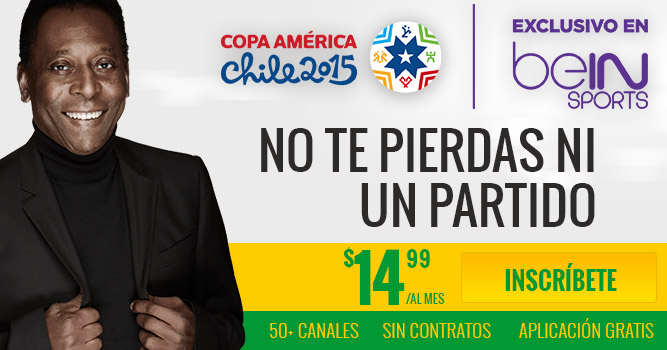 COPA AMÉRICA
chile2015
EXCLUSIVO EN
beIN
SPORTS
NO TE PIERDAS NI
UN PARTIDO
$14.99
/AL MES
INSCRÍBETE
50+ CANALES SIN CONTRATOS APLICACIÓN GRATIS